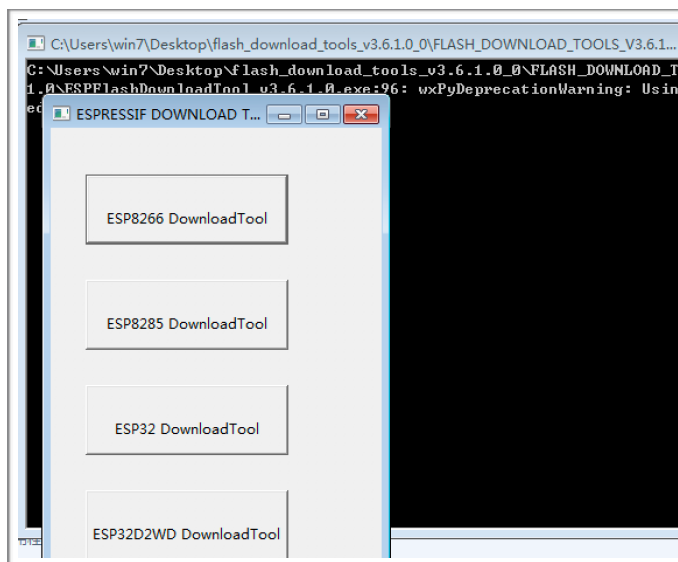 C:\Users\win7\Desktop\flash_download_tools_v3.6.1.0_0\FLASH_DOWNLOAD_TOOLS_V3.6.1...
C:\Users\win7\Desktop\flash_download_tools_v3.6.1.0_0\FLASH_DOWNLOAD_T
1.0\ESPFlashDownloadTool_v3.6.1.0.exe:96: wxPyDeprecationWarning: Usin
ed
ESPRESSIF DOWNLOAD T...
ESP8266 DownloadTool
ESP8285 DownloadTool
ESP32 DownloadTool
ESP32D2WD DownloadTool